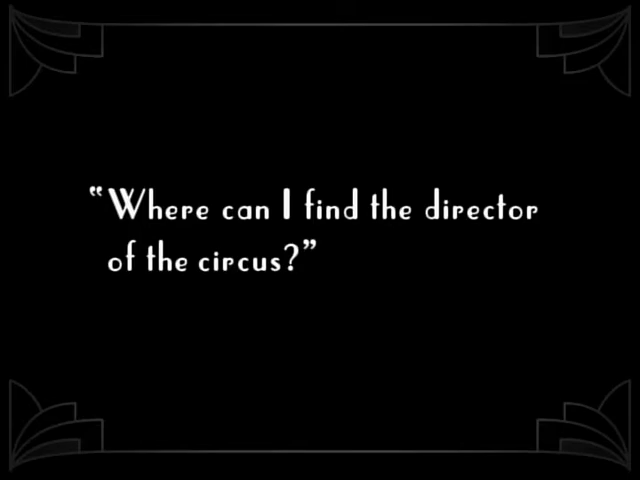 “Where can I find the director
of the circus?”